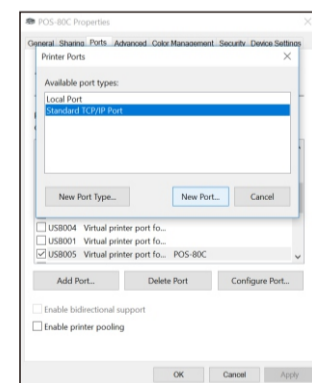 POS-80C Properties
General Sharing Ports Advanced Color Management Security Device Settings
Printer Ports
Available port types:
Local Port
Standard TCP/IP Port
New Port Type... New Port... Cancel
USB004 Virtual printer port fo...
USB001 Virtual printer port fo...
USB005 Virtual printer port fo... POS-80C
Add Port... Delete Port Configure Port...
Enable bidirectional support
Enable printer pooling
OK Cancel Apply